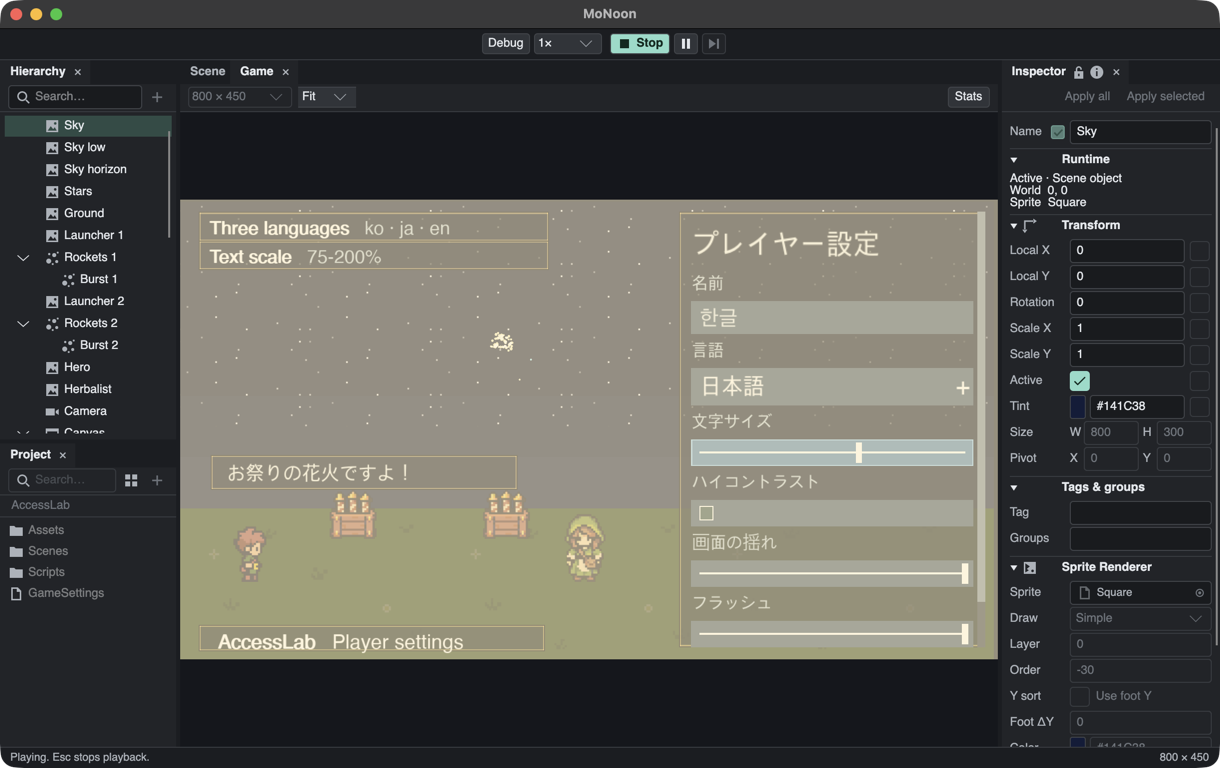 MoNoon
Debug 1× Stop
Hierarchy × Scene Game × Inspector ×
Search... + 800 × 450 Fit Stats Apply all Apply selected
Sky
Sky low
Sky horizon
Stars
Ground
Launcher 1
Rockets 1
Burst 1
Launcher 2
Rockets 2
Burst 2
Hero
Herbalist
Camera
Canvas
Project ×
Search... +
AccessLab
Assets
Scenes
Scripts
GameSettings
Three languages ko · ja · en
Text scale 75-200%
お祭りの花火ですよ！
AccessLab Player settings
プレイヤー設定
名前
한글
言語
日本語 +
文字サイズ
ハイコントラスト
画面の揺れ
フラッシュ
Name Sky
Runtime
Active · Scene object
World 0, 0
Sprite Square
Transform
Local X 0
Local Y 0
Rotation 0
Scale X 1
Scale Y 1
Active
Tint #141C38
Size W 800 H 300
Pivot X 0 Y 0
Tags & groups
Tag
Groups
Sprite Renderer
Sprite Square
Draw Simple
Layer 0
Order -30
Y sort Use foot Y
Foot ΔY 0
Color #141C38
Playing. Esc stops playback. 800 × 450